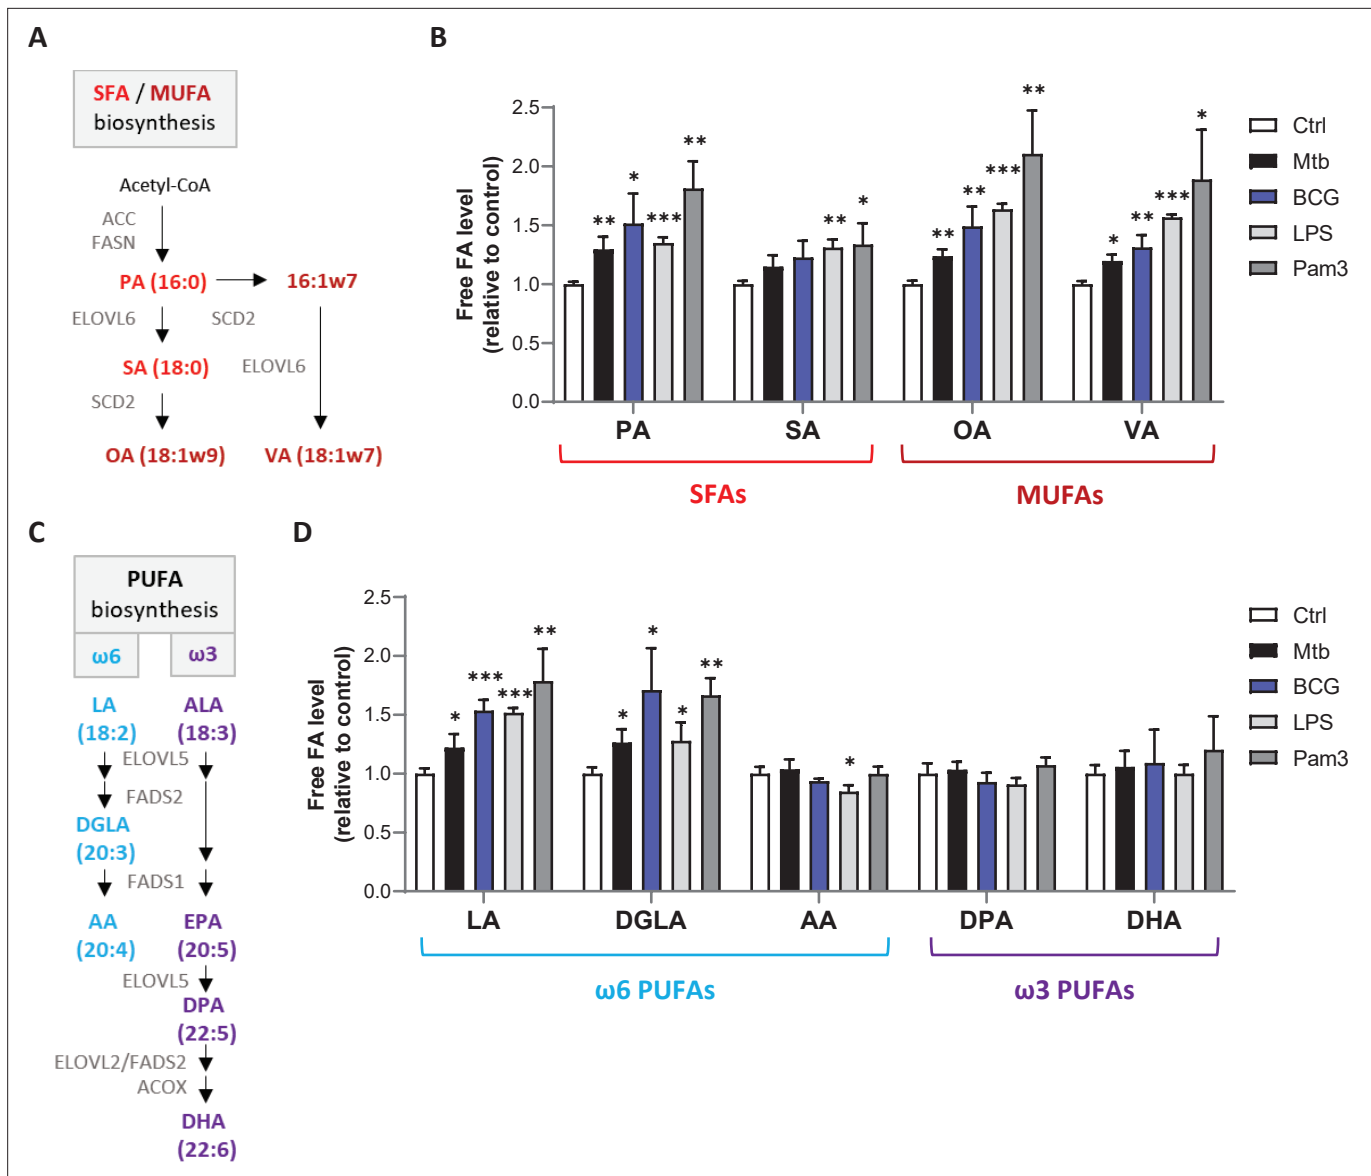 A
SFA / MUFA
biosynthesis
Acetyl-CoA
ACC
FASN
PA (16:0)
16:1w7
ELOVL6
SCD2
SA (18:0)
ELOVL6
SCD2
OA (18:1w9)
VA (18:1w7)
B
Free FA level
(relative to control)
2.5
2.0
1.5
1.0
0.5
0.0
**
*
***
**
**
*
**
**
***
**
*
**
***
*
PA
SA
OA
VA
SFAs
MUFAs
Ctrl
Mtb
BCG
LPS
Pam3
C
PUFA
biosynthesis
ω6
ω3
LA
(18:2)
ALA
(18:3)
ELOVL5
FADS2
DGLA
(20:3)
FADS1
AA
(20:4)
EPA
(20:5)
ELOVL5
DPA
(22:5)
ELOVL2/FADS2
ACOX
DHA
(22:6)
D
Free FA level
(relative to control)
2.5
2.0
1.5
1.0
0.5
0.0
*
***
***
**
*
*
*
**
*
LA
DGLA
AA
DPA
DHA
ω6 PUFAs
ω3 PUFAs
Ctrl
Mtb
BCG
LPS
Pam3